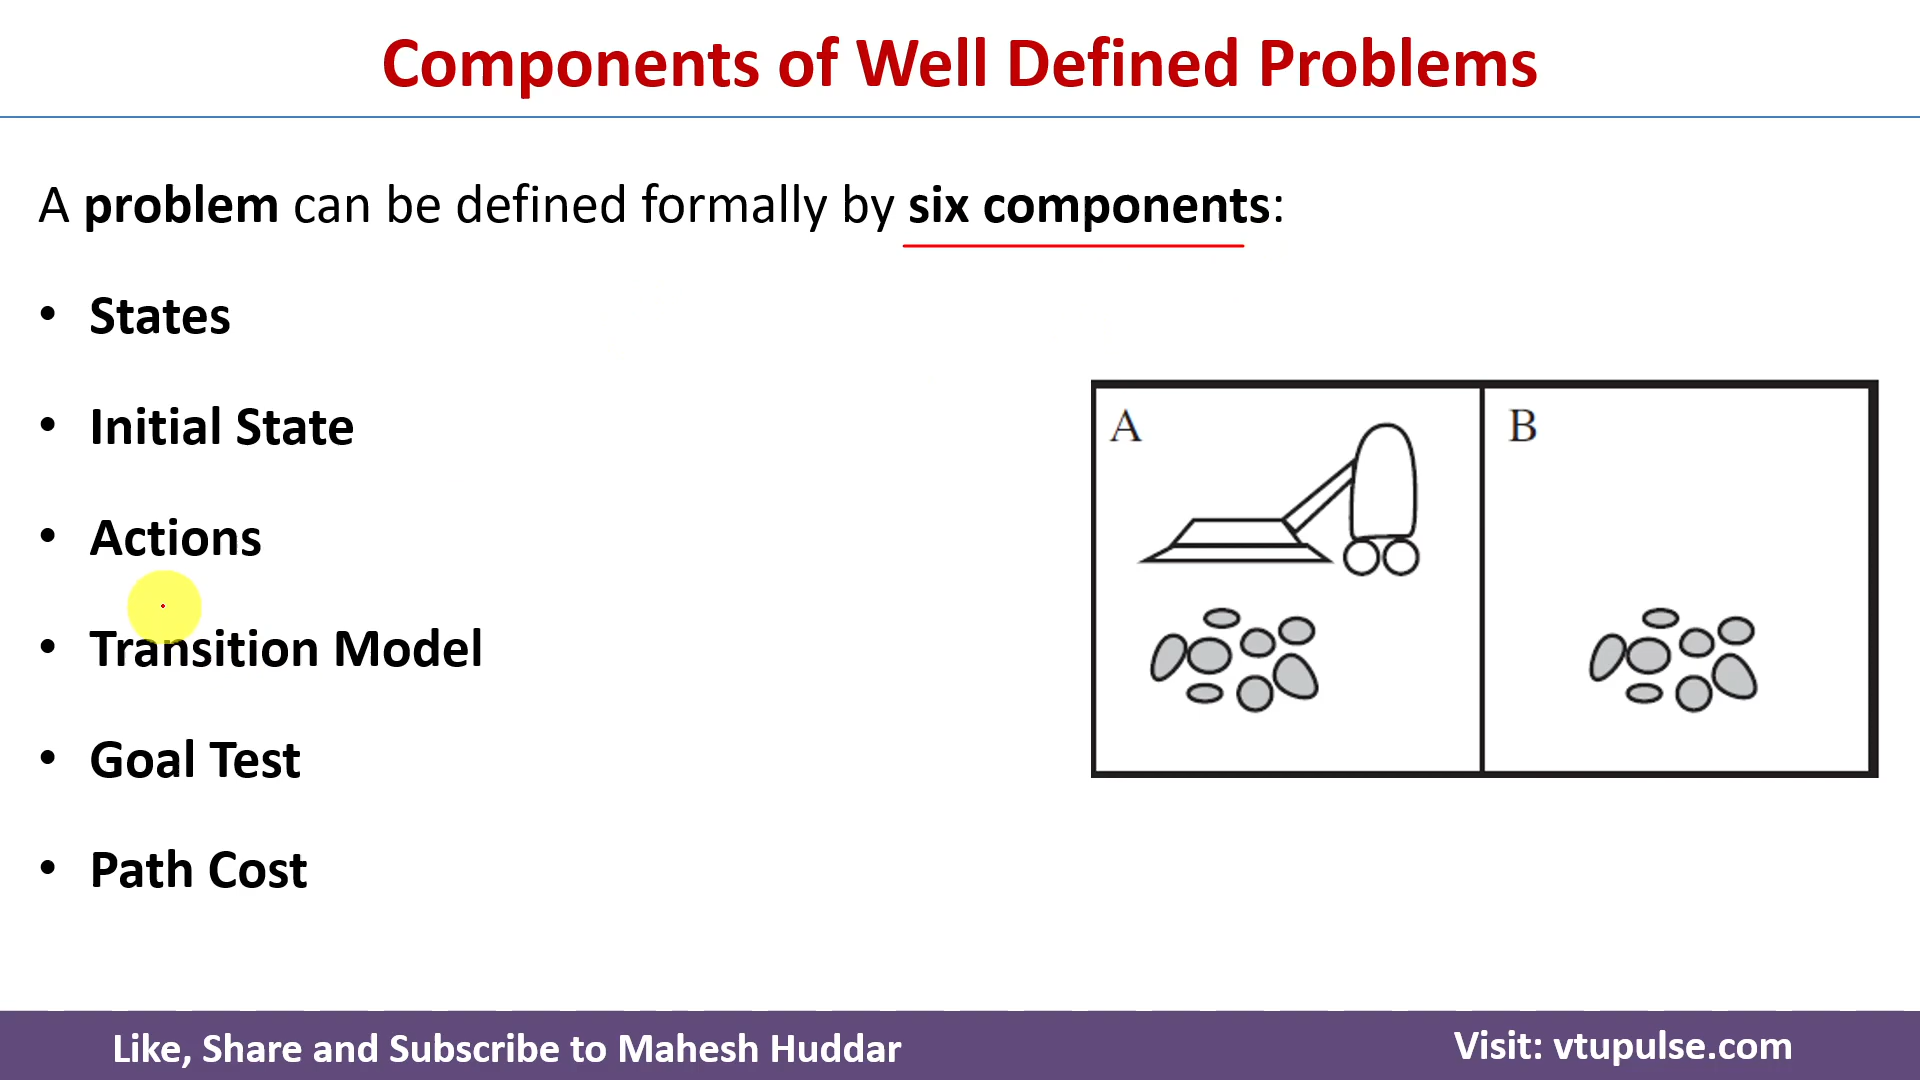 Components of Well Defined Problems
A problem can be defined formally by six components:
• States
• Initial State
• Actions
• Transition Model
• Goal Test
• Path Cost
A
B
Like, Share and Subscribe to Mahesh Huddar
Visit: vtupulse.com